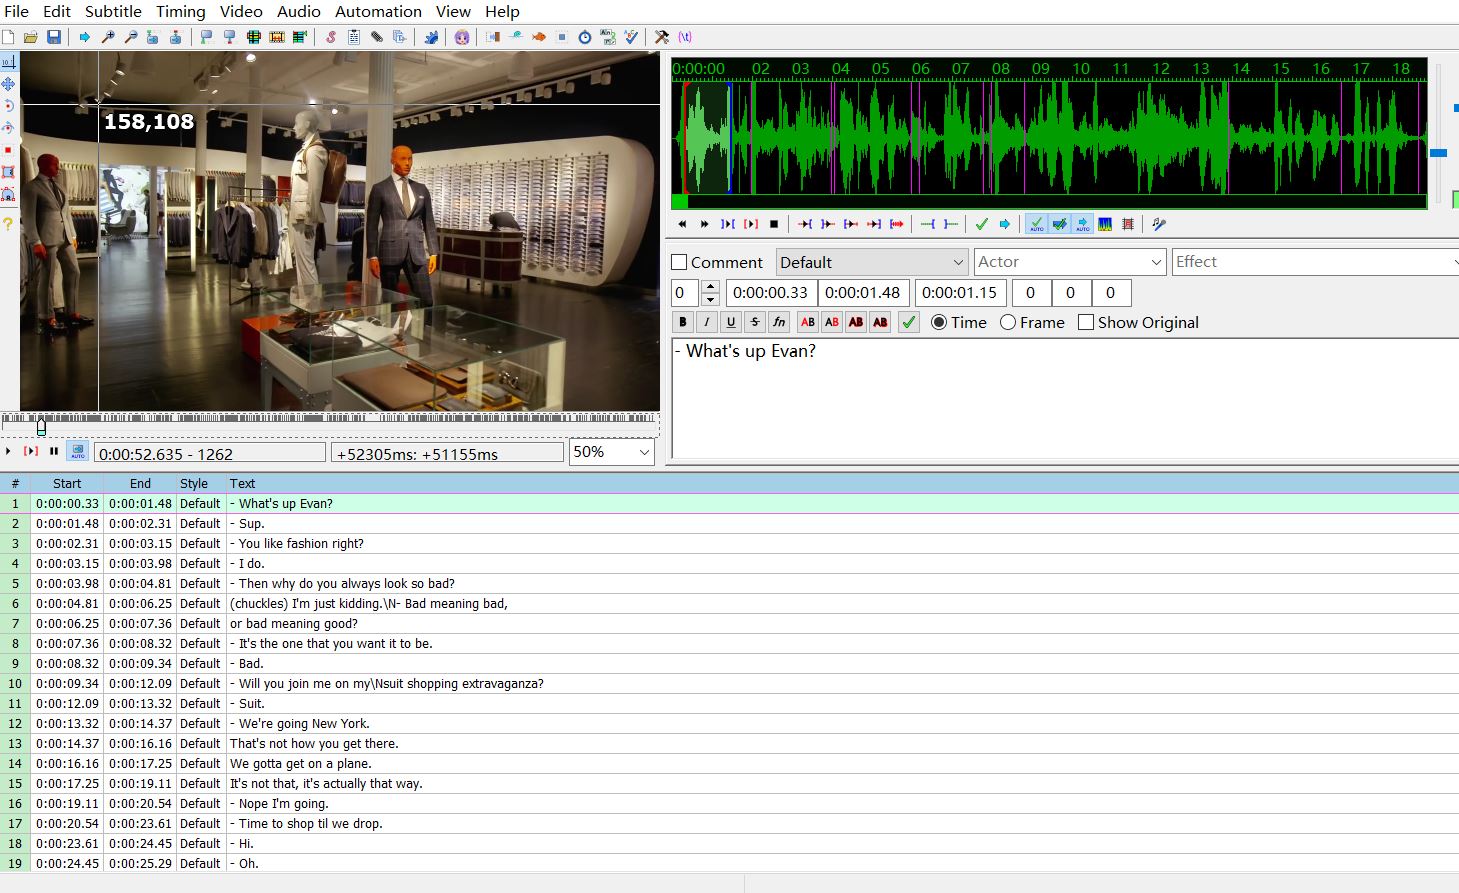 File Edit Subtitle Timing Video Audio Automation View Help
158,108
0:00:00 02 03 04 05 06 07 08 09 10 11 12 13 14 15 16 17 18
AUTO AUTO
Comment Default Actor Effect
0 0:00:00.33 0:00:01.48 0:00:01.15 0 0 0
B I U S fn AB AB AB AB Time Frame Show Original
- What's up Evan?
AUTO 0:00:52.635 - 1262 +52305ms: +51155ms 50%
# Start End Style Text
1 0:00:00.33 0:00:01.48 Default - What's up Evan?
2 0:00:01.48 0:00:02.31 Default - Sup.
3 0:00:02.31 0:00:03.15 Default - You like fashion right?
4 0:00:03.15 0:00:03.98 Default - I do.
5 0:00:03.98 0:00:04.81 Default - Then why do you always look so bad?
6 0:00:04.81 0:00:06.25 Default (chuckles) I'm just kidding.\N- Bad meaning bad,
7 0:00:06.25 0:00:07.36 Default or bad meaning good?
8 0:00:07.36 0:00:08.32 Default - It's the one that you want it to be.
9 0:00:08.32 0:00:09.34 Default - Bad.
10 0:00:09.34 0:00:12.09 Default - Will you join me on my\Nsuit shopping extravaganza?
11 0:00:12.09 0:00:13.32 Default - Suit.
12 0:00:13.32 0:00:14.37 Default - We're going New York.
13 0:00:14.37 0:00:16.16 Default That's not how you get there.
14 0:00:16.16 0:00:17.25 Default We gotta get on a plane.
15 0:00:17.25 0:00:19.11 Default It's not that, it's actually that way.
16 0:00:19.11 0:00:20.54 Default - Nope I'm going.
17 0:00:20.54 0:00:23.61 Default - Time to shop til we drop.
18 0:00:23.61 0:00:24.45 Default - Hi.
19 0:00:24.45 0:00:25.29 Default - Oh.